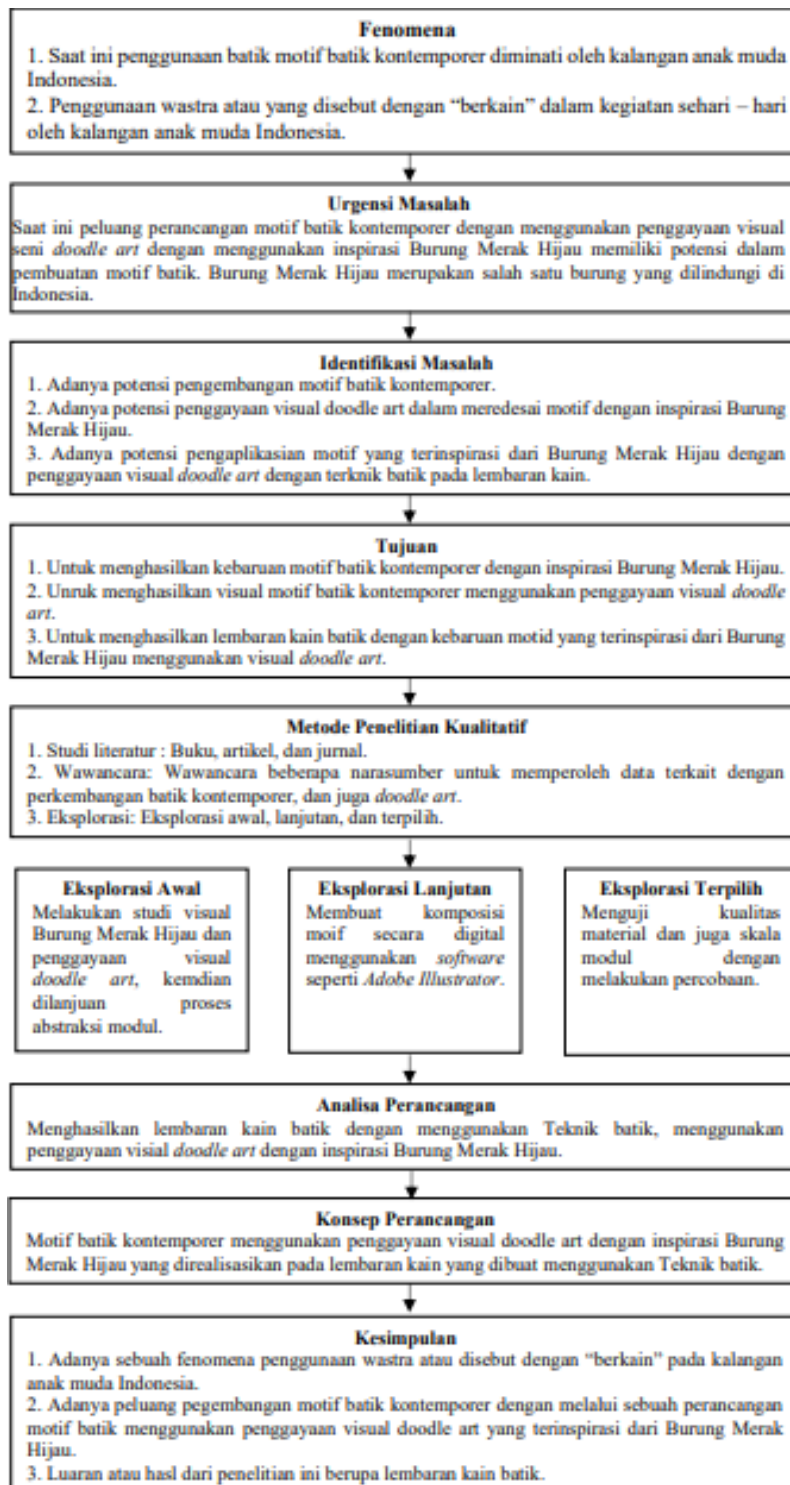 Fenomena
1. Saat ini penggunaan batik motif batik kontemporer diminati oleh kalangan anak muda
Indonesia.
2. Penggunaan wastra atau yang disebut dengan “berkain” dalam kegiatan sehari – hari
oleh kalangan anak muda Indonesia.
Urgensi Masalah
Saat ini peluang perancangan motif batik kontemporer dengan menggunakan penggayaan visual
seni doodle art dengan menggunakan inspirasi Burung Merak Hijau memiliki potensi dalam
pembuatan motif batik. Burung Merak Hijau merupakan salah satu burung yang dilindungi di
Indonesia.
Identifikasi Masalah
1. Adanya potensi pengembangan motif batik kontemporer.
2. Adanya potensi penggayaan visual doodle art dalam meredesai motif dengan inspirasi Burung
Merak Hijau.
3. Adanya potensi pengaplikasian motif yang terinspirasi dari Burung Merak Hijau dengan
penggayaan visual doodle art dengan terknik batik pada lembaran kain.
Tujuan
1. Untuk menghasilkan kebaruan motif batik kontemporer dengan inspirasi Burung Merak Hijau.
2. Unruk menghasilkan visual motif batik kontemporer menggunakan penggayaan visual doodle
art.
3. Untuk menghasilkan lembaran kain batik dengan kebaruan motid yang terinspirasi dari Burung
Merak Hijau menggunakan visual doodle art.
Metode Penelitian Kualitatif
1. Studi literatur : Buku, artikel, dan jurnal.
2. Wawancara: Wawancara beberapa narasumber untuk memperoleh data terkait dengan
perkembangan batik kontemporer, dan juga doodle art.
3. Eksplorasi: Eksplorasi awal, lanjutan, dan terpilih.
Eksplorasi Awal
Melakukan studi visual
Burung Merak Hijau dan
penggayaan visual
doodle art, kemdian
dilanjuan proses
abstraksi modul.
Eksplorasi Lanjutan
Membuat komposisi
moif secara digital
menggunakan software
seperti Adobe Illustrator.
Eksplorasi Terpilih
Menguji kualitas
material dan juga skala
modul dengan
melakukan percobaan.
Analisa Perancangan
Menghasilkan lembaran kain batik dengan menggunakan Teknik batik, menggunakan
penggayaan visial doodle art dengan inspirasi Burung Merak Hijau.
Konsep Perancangan
Motif batik kontemporer menggunakan penggayaan visual doodle art dengan inspirasi Burung
Merak Hijau yang direalisasikan pada lembaran kain yang dibuat menggunakan Teknik batik.
Kesimpulan
1. Adanya sebuah fenomena penggunaan wastra atau disebut dengan “berkain” pada kalangan
anak muda Indonesia.
2. Adanya peluang pegembangan motif batik kontemporer dengan melalui sebuah perancangan
motif batik menggunakan penggayaan visual doodle art yang terinspirasi dari Burung Merak
Hijau.
3. Luaran atau hasl dari penelitian ini berupa lembaran kain batik.